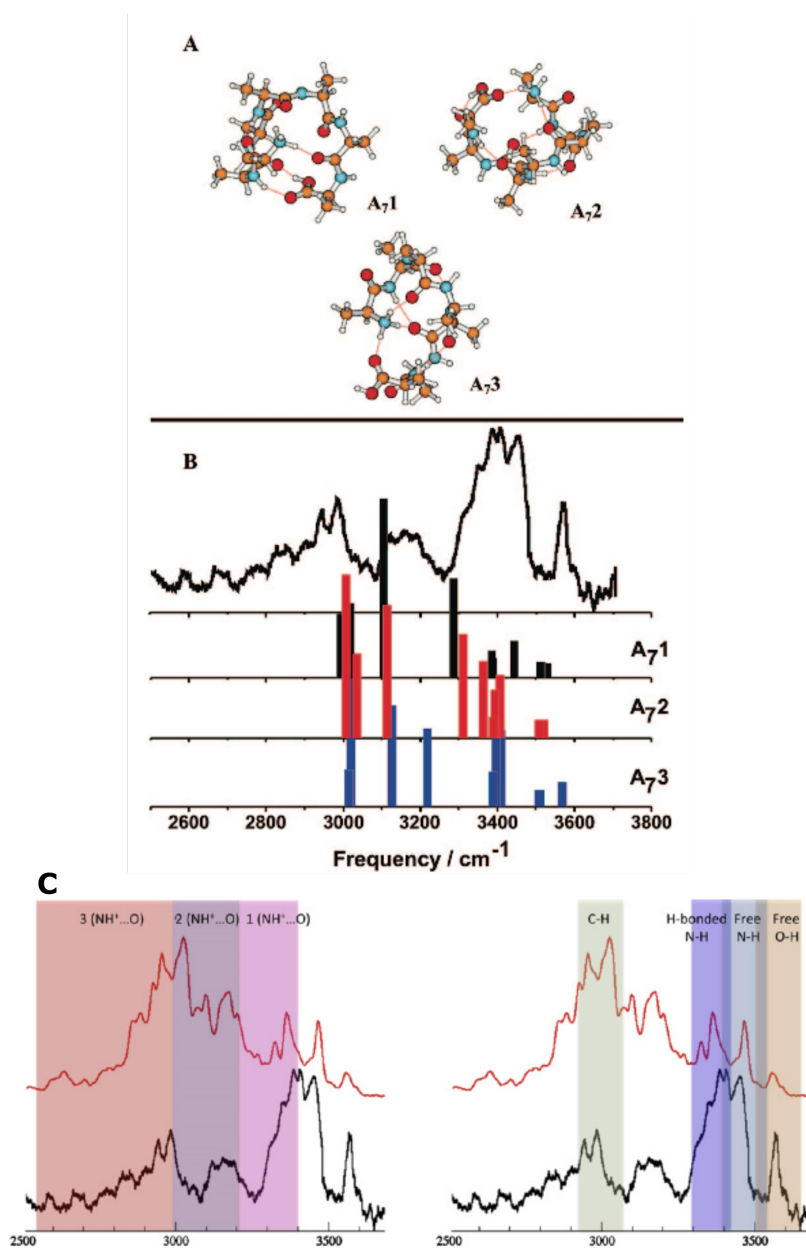 A
A₇1
A₇2
A₇3
B
A₇1
A₇2
A₇3
2600 2800 3000 3200 3400 3600 3800
Frequency / cm⁻¹
C
3 (NH⁺...O) 2 (NH⁺...O) 1 (NH⁺...O)
2500 3000 3500
C-H
H-bonded
N-H
Free
N-H
Free
O-H
2500 3000 3500